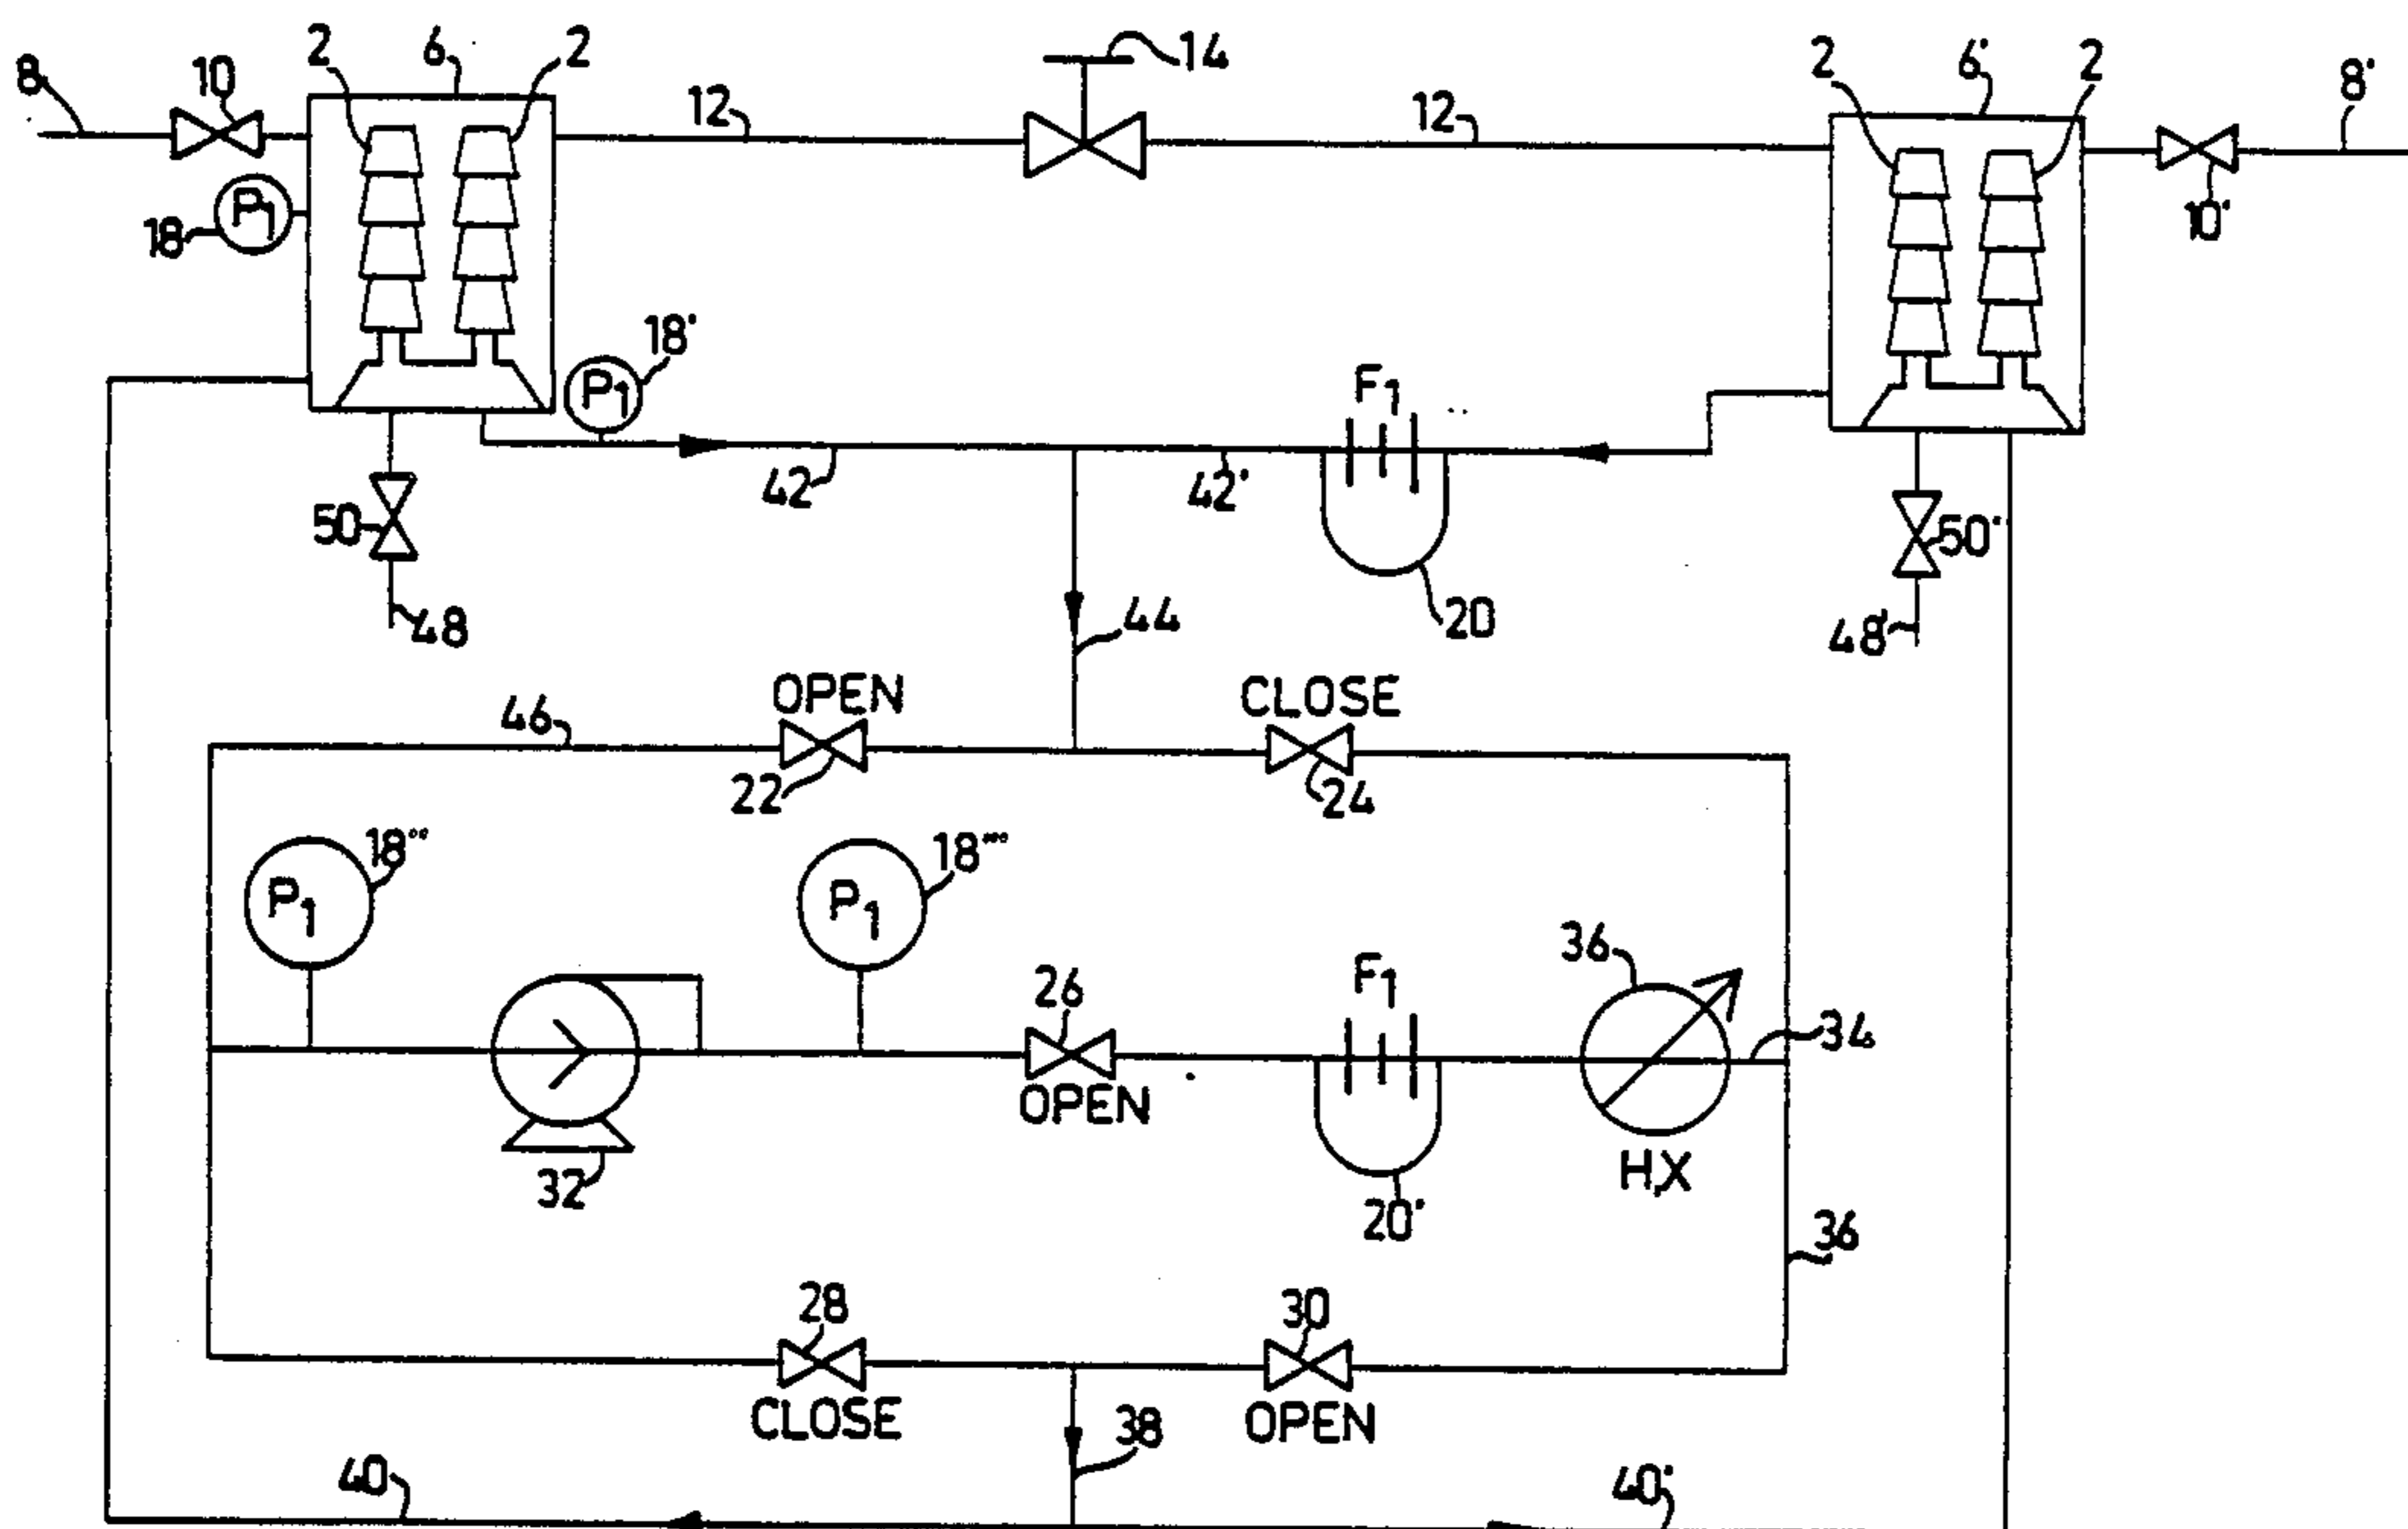 8 10 2 6 2 14 2 6' 2 8'
12 12
P1 18 10'
18'
P1 F1
42 42'
50 50'
48 44 20 48'
46 OPEN CLOSE
22 24
18'' 18'''
P1 P1
26 F1 36
34
OPEN
32 20' H,X
36
28 30
CLOSE OPEN
38
40 40'